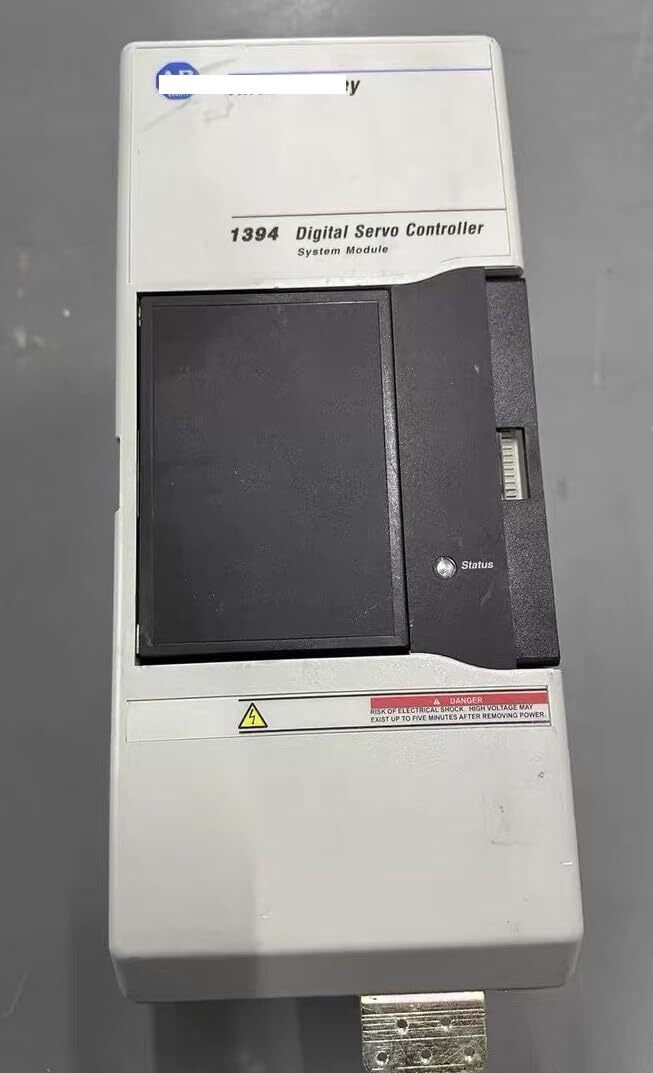 1394 Digital Servo Controller
System Module
Status
DANGER
RISK OF ELECTRICAL SHOCK. HIGH VOLTAGE MAY
EXIST UP TO FIVE MINUTES AFTER REMOVING POWER.